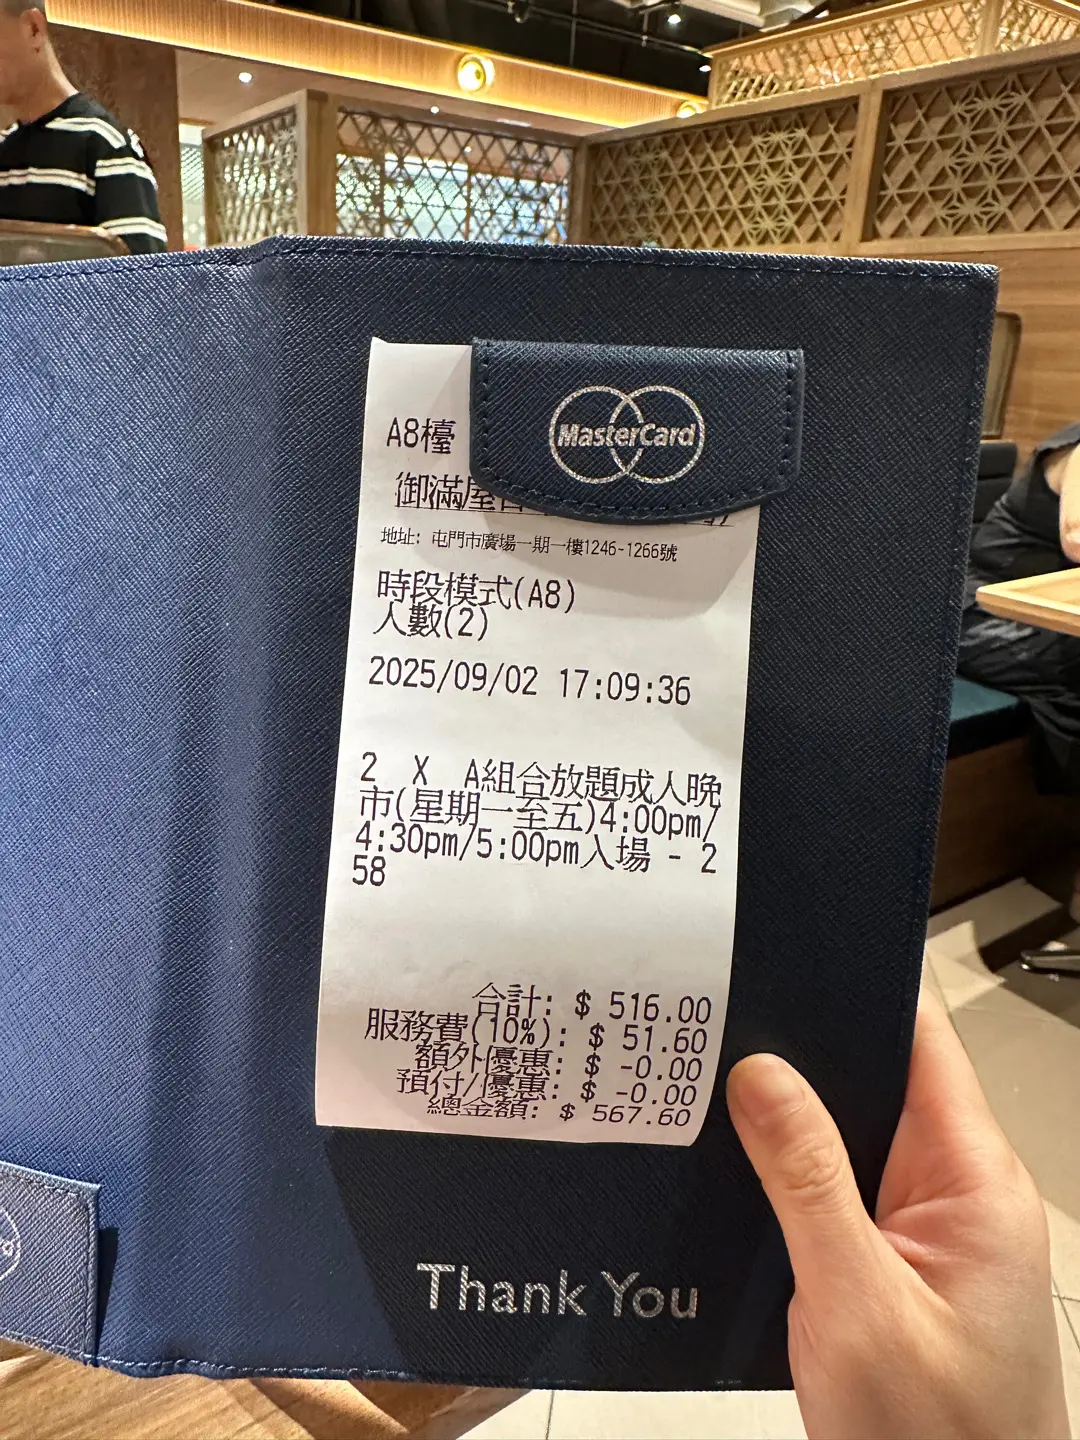 MasterCard
A8檯
御滿屋
地址: 屯門市廣場一期一樓1246-1266號
時段模式(A8)
人數(2)
2025/09/02 17:09:36
2 X A組合放題成人晚
市(星期一至五)4:00pm/
4:30pm/5:00pm入場 - 2
58
合計: $ 516.00
服務費(10%): $ 51.60
額外優惠: $ -0.00
預付/優惠: $ -0.00
總金額: $ 567.60
Thank You